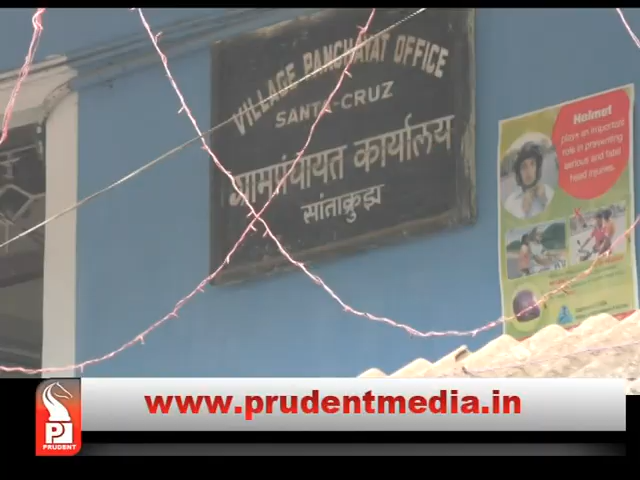 VILLAGE PANCHAYAT OFFICE
SANTA-CRUZ
ग्रामपंचायत कार्यालय
सांताक्रुझ
Helmet
plays an important
role in preventing
serious and fatal
head injuries.
www.prudentmedia.in
PRUDENT